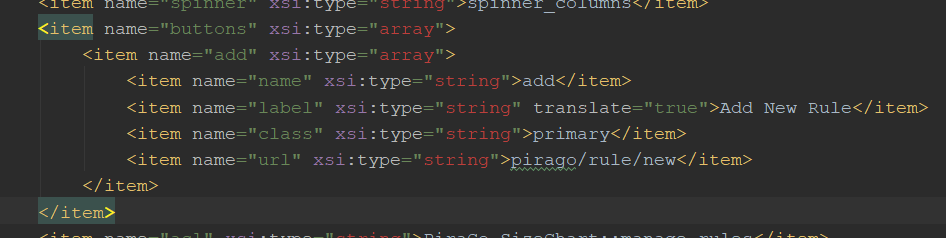 <item name="spinner" xsi:type="string">spinner_columns</item>
<item name="buttons" xsi:type="array">
<item name="add" xsi:type="array">
<item name="name" xsi:type="string">add</item>
<item name="label" xsi:type="string" translate="true">Add New Rule</item>
<item name="class" xsi:type="string">primary</item>
<item name="url" xsi:type="string">pirago/rule/new</item>
</item>
</item>
<item name="acl" xsi:type="string">PiraGo_SizeChart::manage_rules</item>